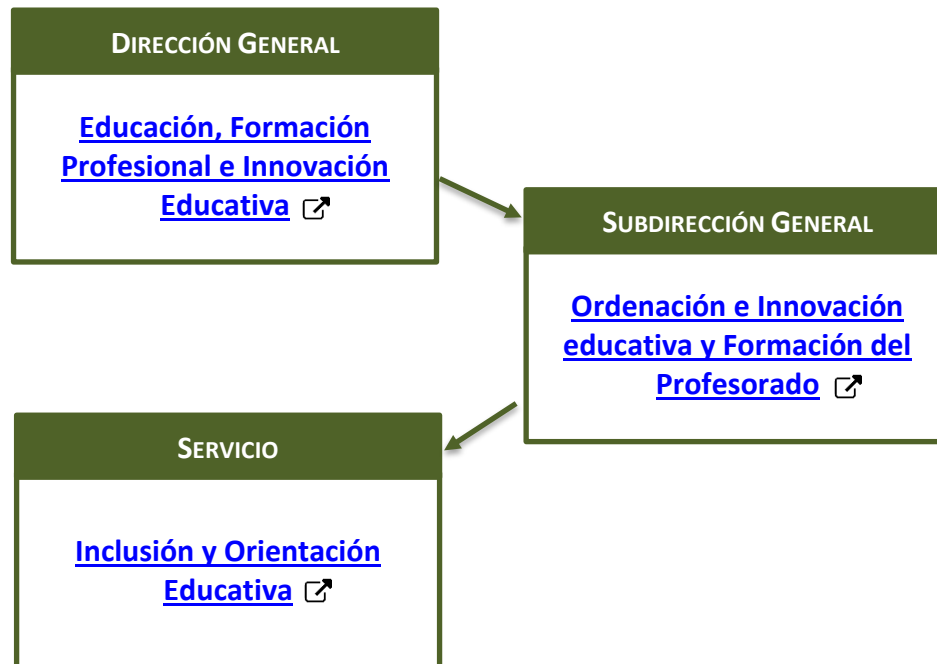 DIRECCIÓN GENERAL
Educación, Formación
Profesional e Innovación
Educativa
SUBDIRECCIÓN GENERAL
Ordenación e Innovación
educativa y Formación del
Profesorado
SERVICIO
Inclusión y Orientación
Educativa